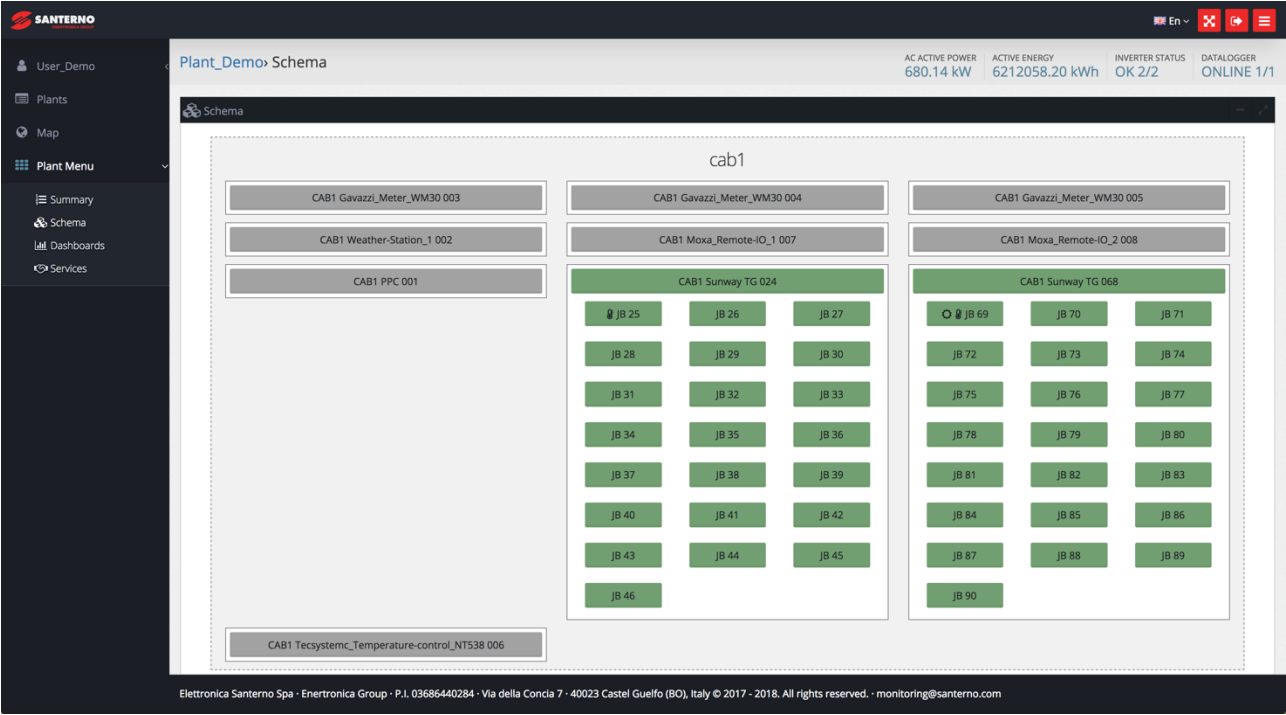 SANTERNO
ENERTRONICA GROUP
En
User_Demo
Plants
Map
Plant Menu
Summary
Schema
Dashboards
Services
Plant_Demo› Schema
AC ACTIVE POWER
680.14 kW
ACTIVE ENERGY
6212058.20 kWh
INVERTER STATUS
OK 2/2
DATALOGGER
ONLINE 1/1
Schema
cab1
CAB1 Gavazzi_Meter_WM30 003
CAB1 Gavazzi_Meter_WM30 004
CAB1 Gavazzi_Meter_WM30 005
CAB1 Weather-Station_1 002
CAB1 Moxa_Remote-IO_1 007
CAB1 Moxa_Remote-IO_2 008
CAB1 PPC 001
CAB1 Sunway TG 024
JB 25 JB 26 JB 27
JB 28 JB 29 JB 30
JB 31 JB 32 JB 33
JB 34 JB 35 JB 36
JB 37 JB 38 JB 39
JB 40 JB 41 JB 42
JB 43 JB 44 JB 45
JB 46
CAB1 Sunway TG 068
JB 69 JB 70 JB 71
JB 72 JB 73 JB 74
JB 75 JB 76 JB 77
JB 78 JB 79 JB 80
JB 81 JB 82 JB 83
JB 84 JB 85 JB 86
JB 87 JB 88 JB 89
JB 90
CAB1 Tecsystemc_Temperature-control_NT538 006
Elettronica Santerno Spa · Enertronica Group · P.I. 03686440284 · Via della Concia 7 · 40023 Castel Guelfo (BO), Italy © 2017 - 2018. All rights reserved. · monitoring@santerno.com